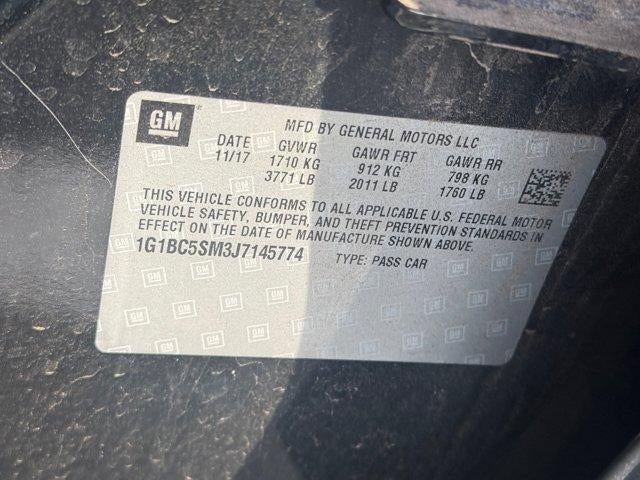 GM
MFD BY GENERAL MOTORS LLC
DATE GVWR GAWR FRT GAWR RR
11/17 1710 KG 912 KG 798 KG
3771 LB 2011 LB 1760 LB
THIS VEHICLE CONFORMS TO ALL APPLICABLE U.S. FEDERAL MOTOR
VEHICLE SAFETY, BUMPER, AND THEFT PREVENTION STANDARDS IN
EFFECT ON THE DATE OF MANUFACTURE SHOWN ABOVE.
1G1BC5SM3J7145774 TYPE: PASS CAR